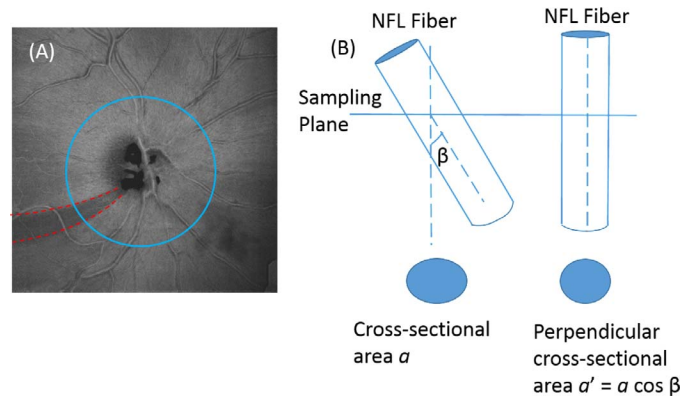 (A)
(B)
NFL Fiber
NFL Fiber
Sampling
Plane
β
Cross-sectional
area a
Perpendicular
cross-sectional
area a’ = a cos β